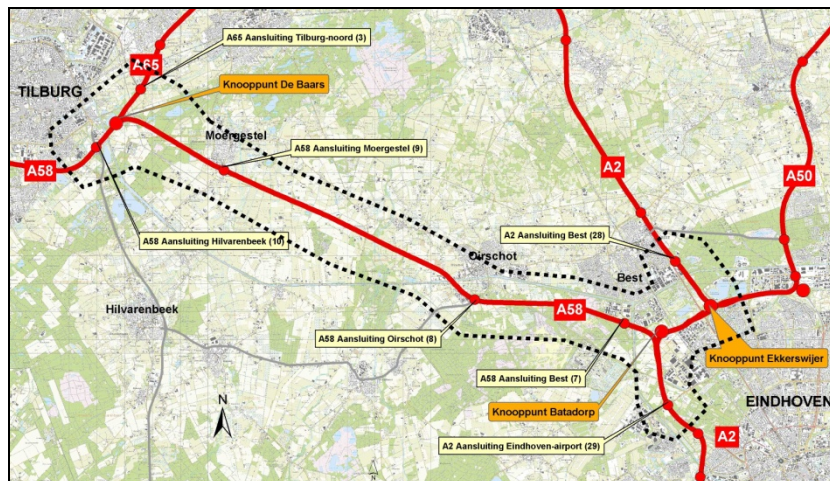 A65 Aansluiting Tilburg-noord (3)
A65
Knooppunt De Baars
TILBURG
Moergestel
A58 Aansluiting Moergestel (9)
A58
A2
A50
A2 Aansluiting Best (28)
A58 Aansluiting Hilvarenbeek (10)
Oirschot
Best
Hilvarenbeek
A58
A58 Aansluiting Oirschot (8)
Knooppunt Ekkerswijer
A58 Aansluiting Best (7)
N
Knooppunt Batadorp
EINDHOVEN
A2 Aansluiting Eindhoven-airport (29)
A2